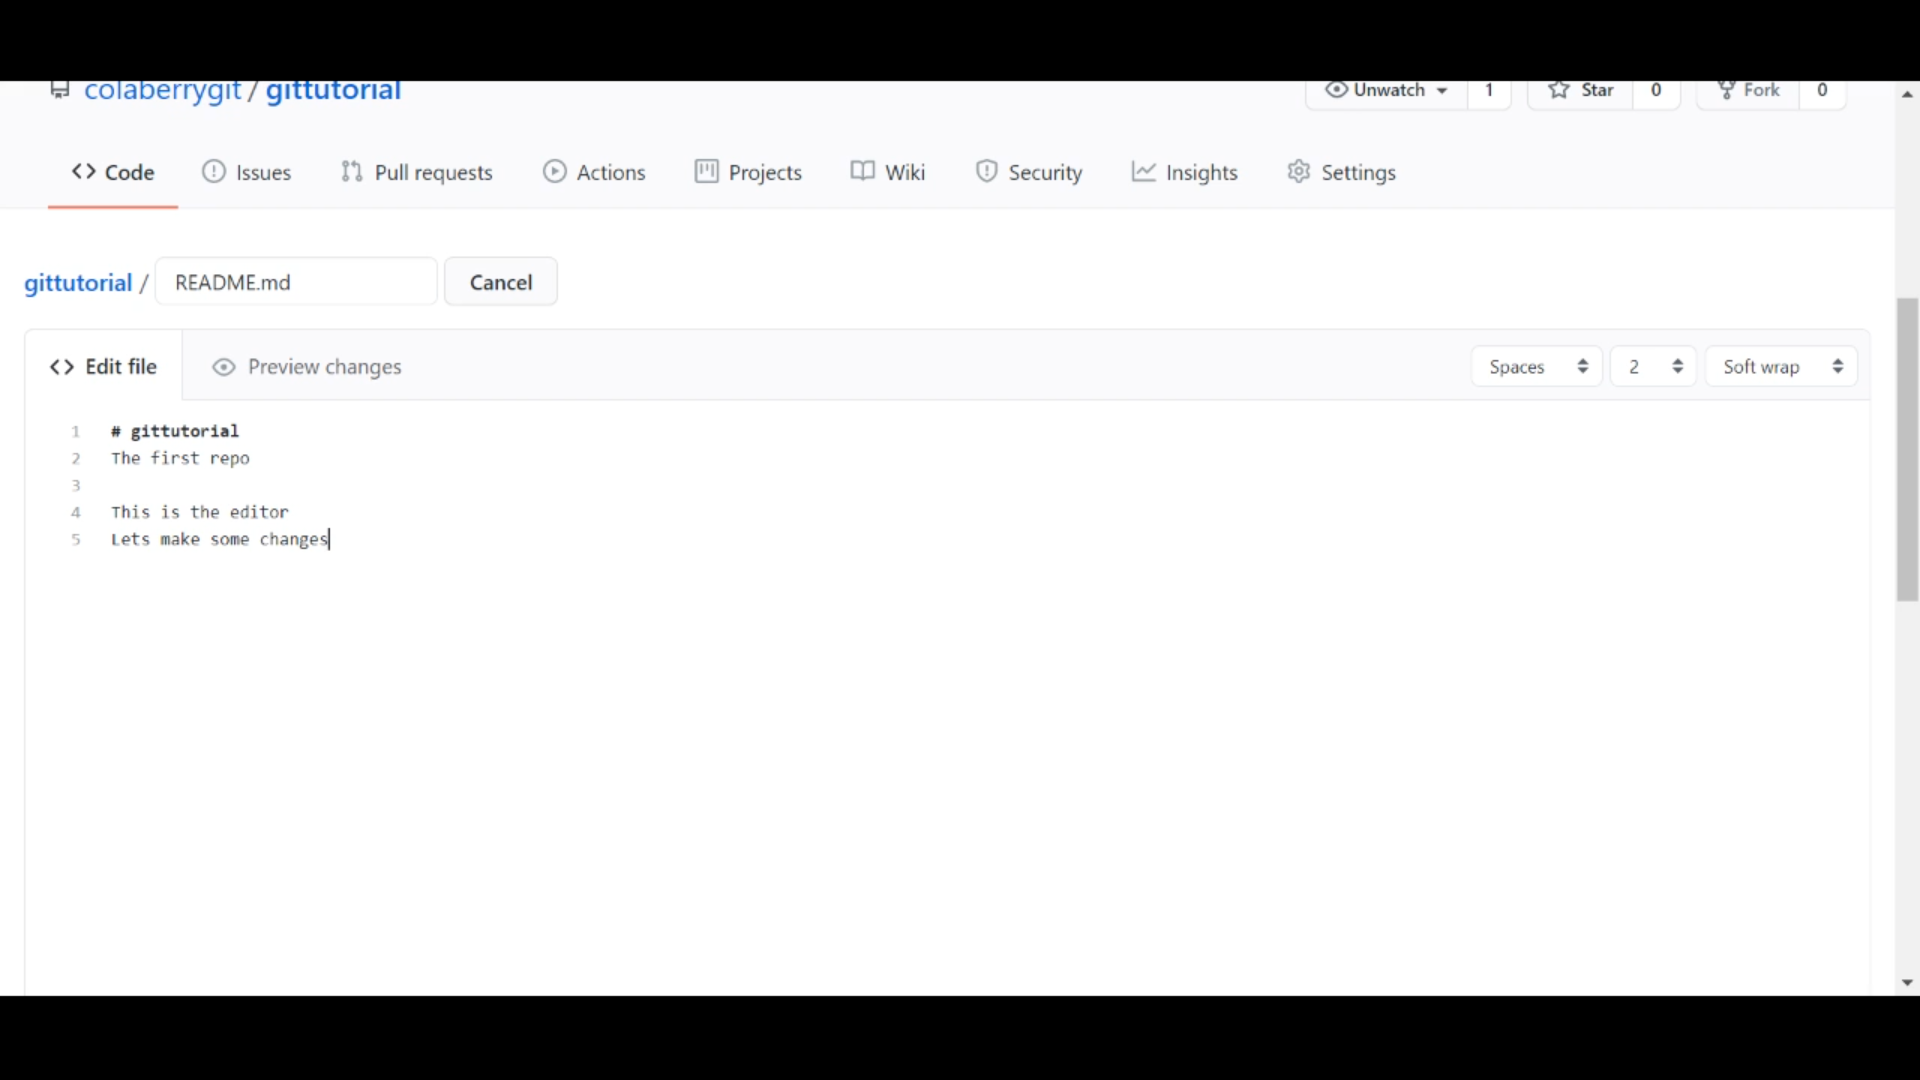 colaberrygit / gittutorial
Unwatch 1 Star 0 Fork 0
Code Issues Pull requests Actions Projects Wiki Security Insights Settings
gittutorial / README.md Cancel
Edit file Preview changes Spaces 2 Soft wrap
1 # gittutorial
2 The first repo
3
4 This is the editor
5 Lets make some changes